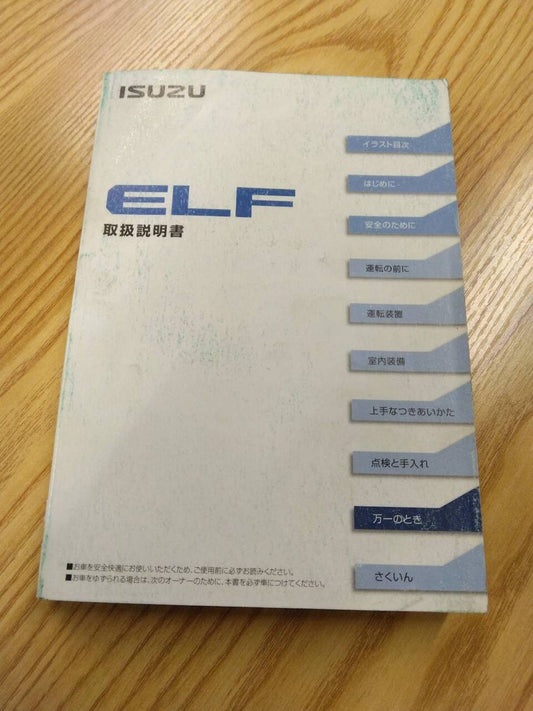 ISUZU
ELF
取扱説明書
イラスト目次
はじめに
安全のために
運転の前に
運転装置
室内装備
上手なつきあいかた
点検と手入れ
万一のとき
さくいん
■お車を安全快適にお使いいただくため、ご使用前に必ずお読みください。
■お車をゆずられる場合は、次のオーナーのために、本書を必ず車につけてください。